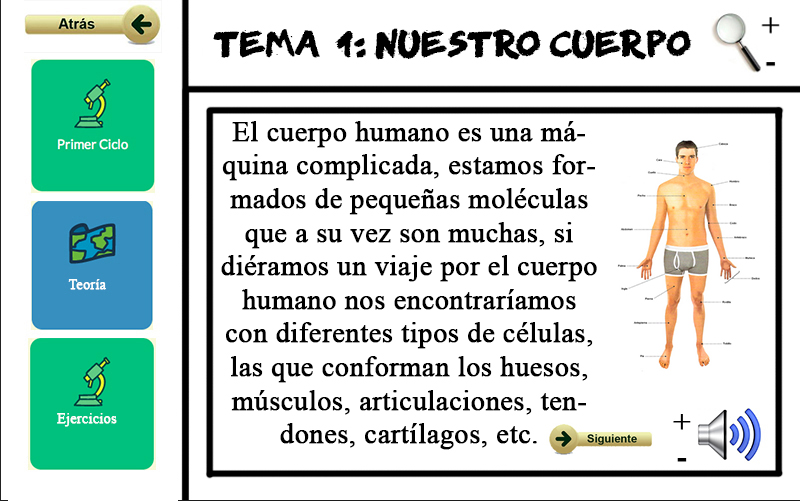 Atrás
TEMA 1: NUESTRO CUERPO
+
-
Primer Ciclo
Teoría
Ejercicios
El cuerpo humano es una má-
quina complicada, estamos for-
mados de pequeñas moléculas
que a su vez son muchas, si
diéramos un viaje por el cuerpo
humano nos encontraríamos
con diferentes tipos de células,
las que conforman los huesos,
músculos, articulaciones, ten-
dones, cartílagos, etc.
Siguiente
+
-